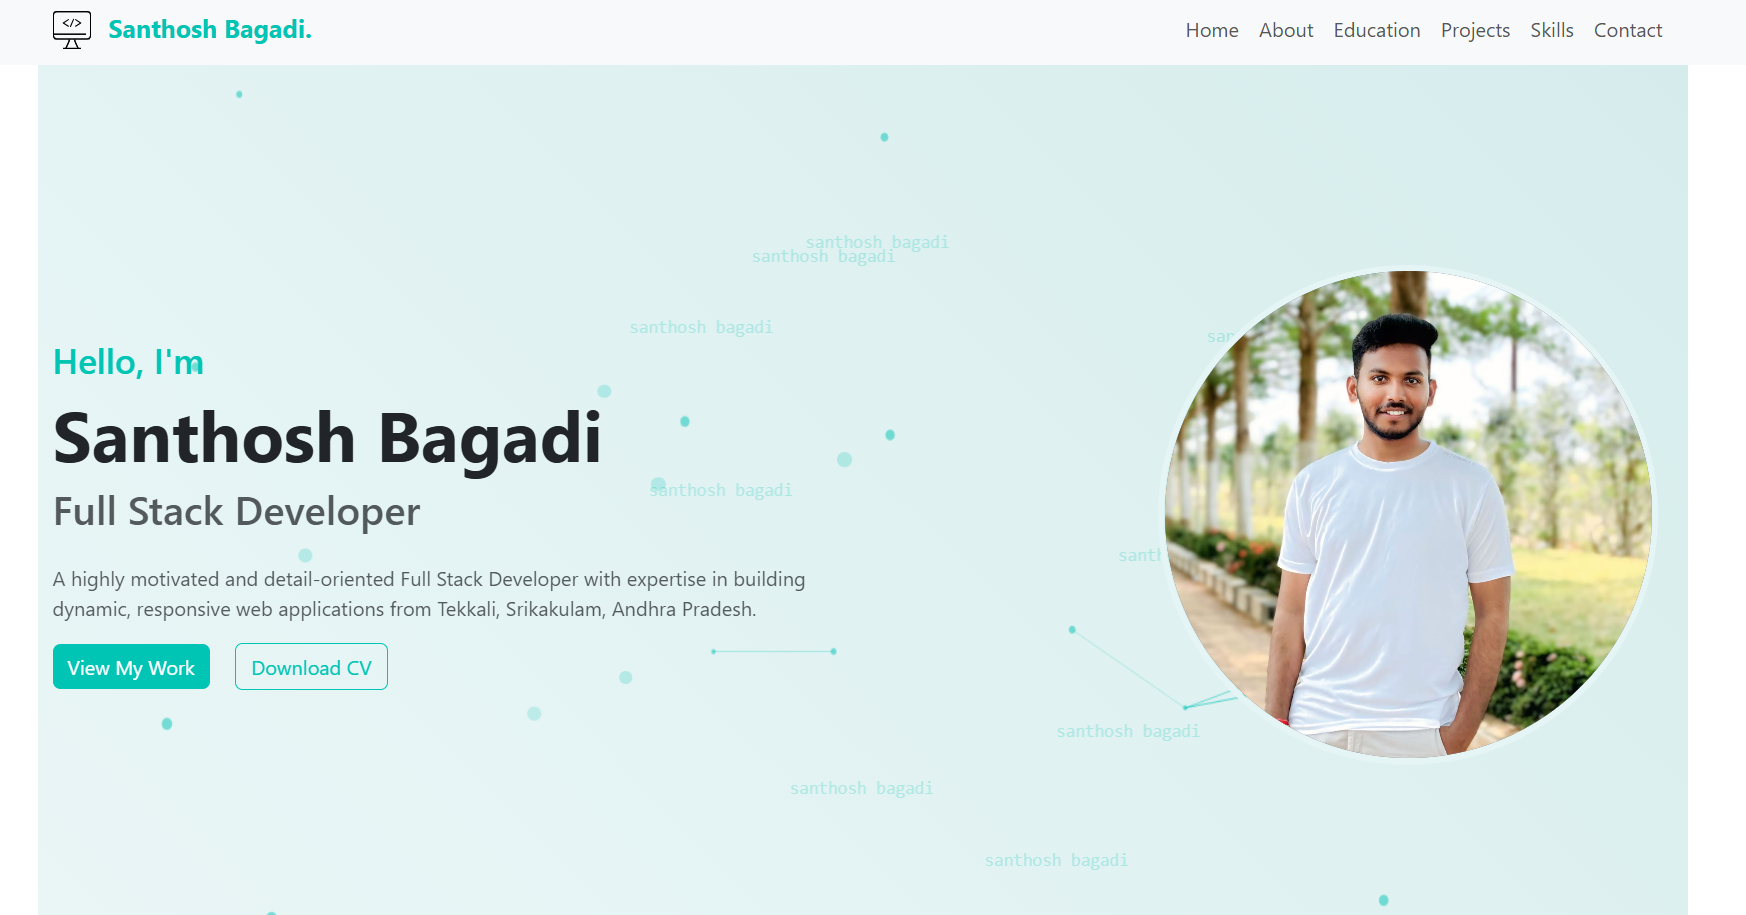 </> Santhosh Bagadi.
Home About Education Projects Skills Contact
santhosh bagadi
santhosh bagadi
santhosh bagadi
Hello, I'm
Santhosh Bagadi
santhosh bagadi
Full Stack Developer
A highly motivated and detail-oriented Full Stack Developer with expertise in building
dynamic, responsive web applications from Tekkali, Srikakulam, Andhra Pradesh.
View My Work Download CV
santhosh bagadi
santhosh bagadi
santhosh bagadi